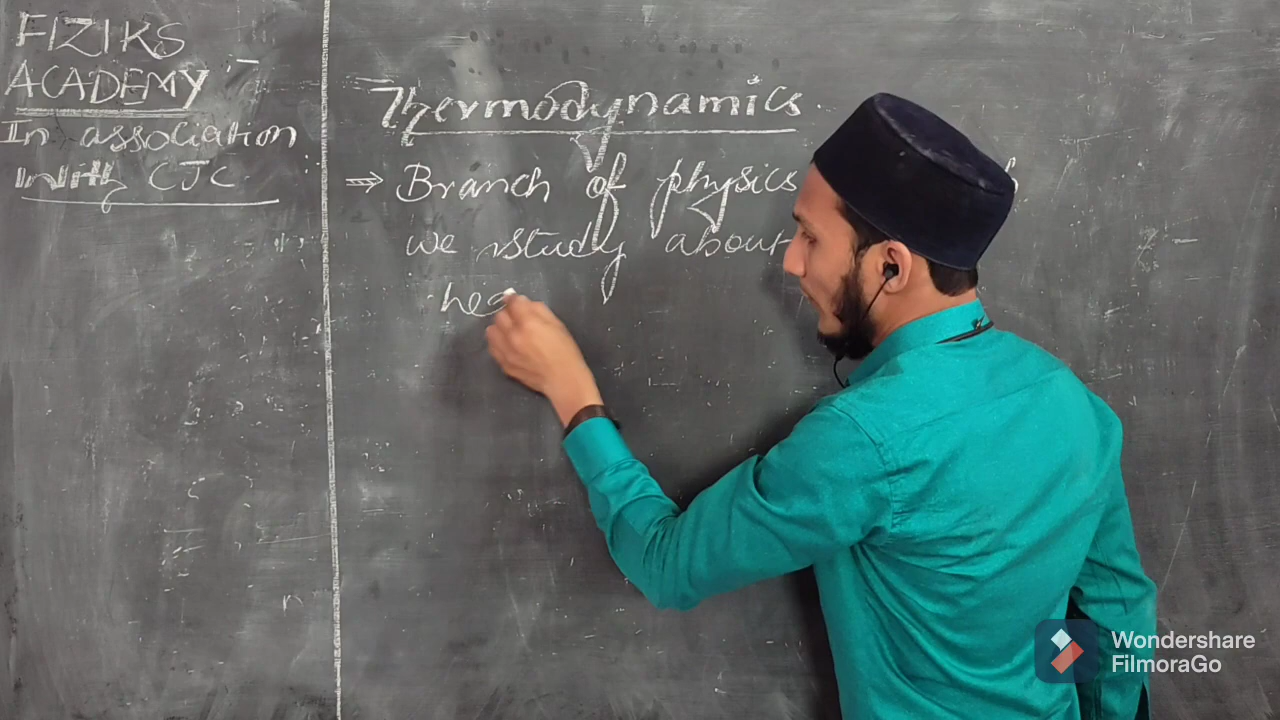 FIZIKS
ACADEMY :-
In association
With CJC
Thermodynamics
⇒ Branch of physics
we study about
hea
Wondershare
FilmoraGo